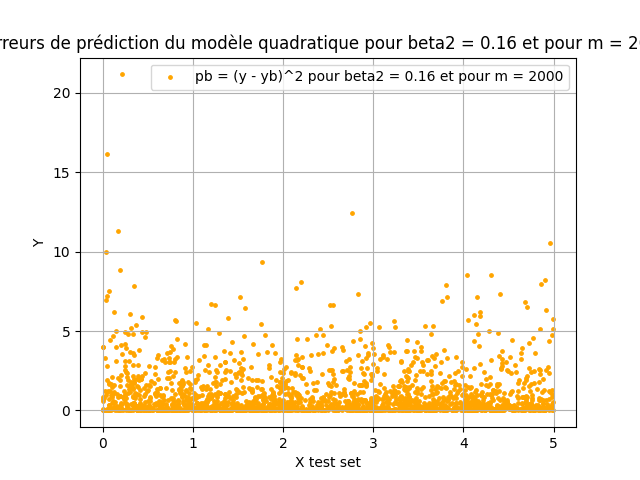 rreurs de prédiction du modèle quadratique pour beta2 = 0.16 et pour m = 20
pb = (y - yb)^2 pour beta2 = 0.16 et pour m = 2000
20
15
10
5
0
Y
0 1 2 3 4 5
X test set